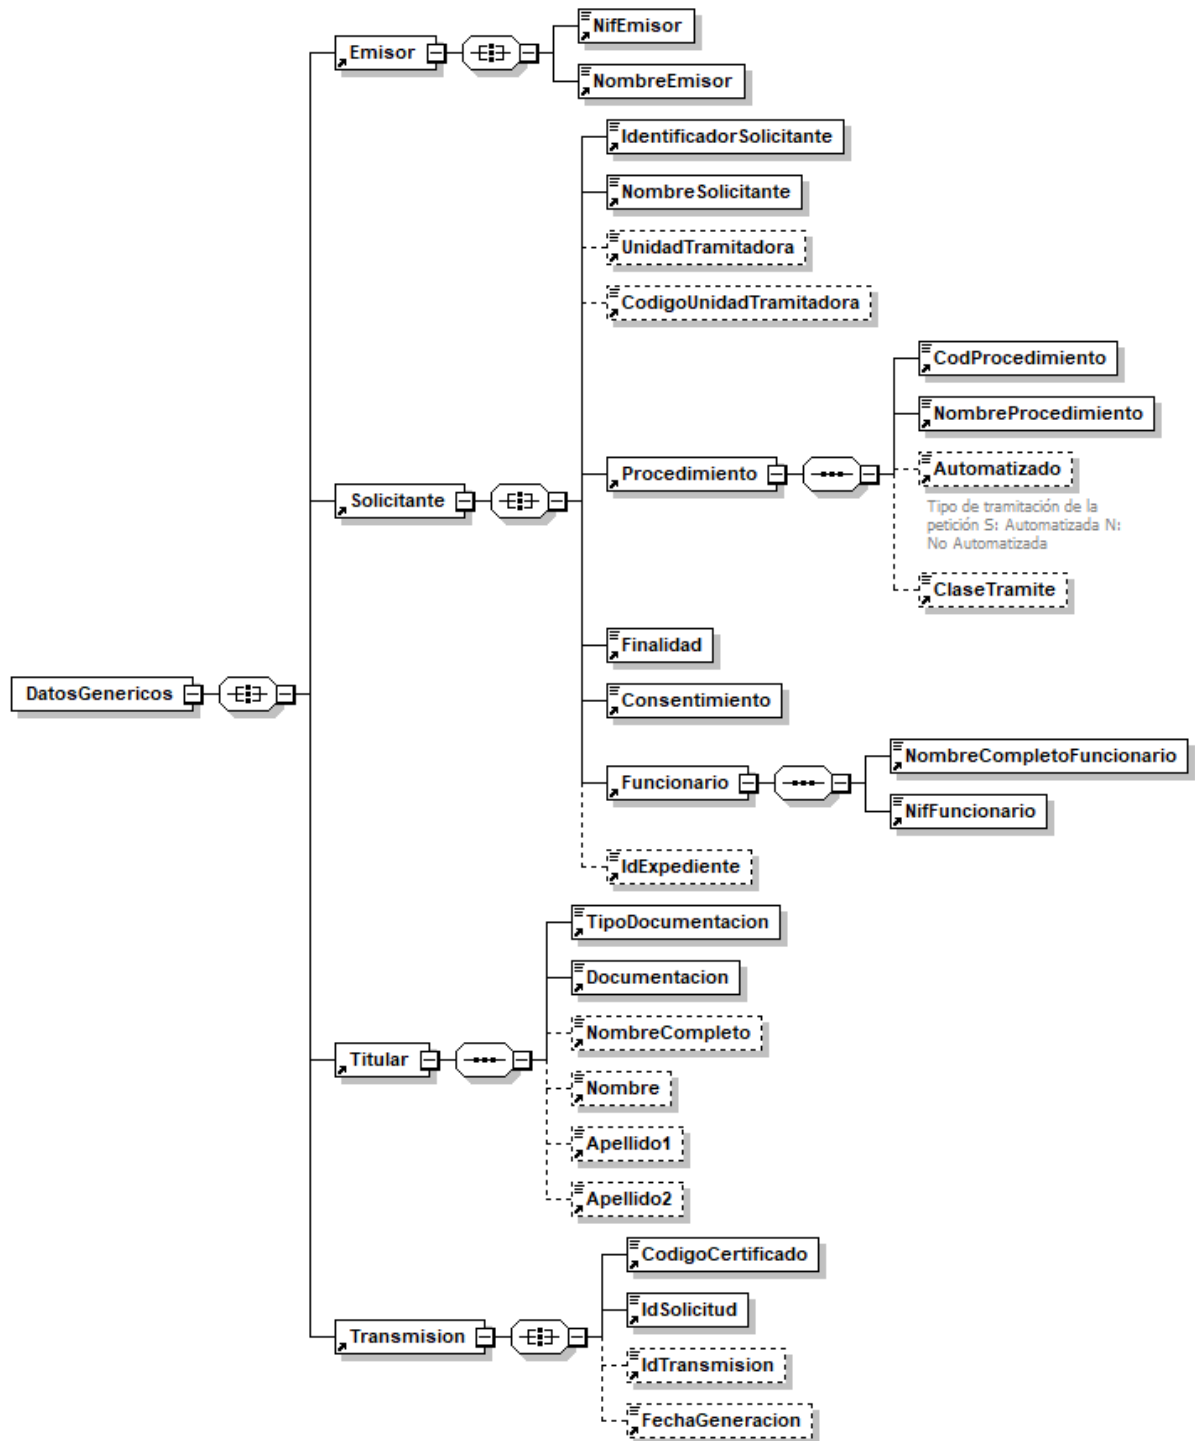 NifEmisor
Emisor
NombreEmisor
IdentificadorSolicitante
NombreSolicitante
UnidadTramitadora
CodigoUnidadTramitadora
CodProcedimiento
NombreProcedimiento
Procedimiento
Automatizado
Tipo de tramitación de la
petición S: Automatizada N:
No Automatizada
Solicitante
ClaseTramite
Finalidad
DatosGenericos
Consentimiento
NombreCompletoFuncionario
Funcionario
NifFuncionario
IdExpediente
TipoDocumentacion
Documentacion
NombreCompleto
Titular
Nombre
Apellido1
Apellido2
CodigoCertificado
IdSolicitud
Transmision
IdTransmision
FechaGeneracion